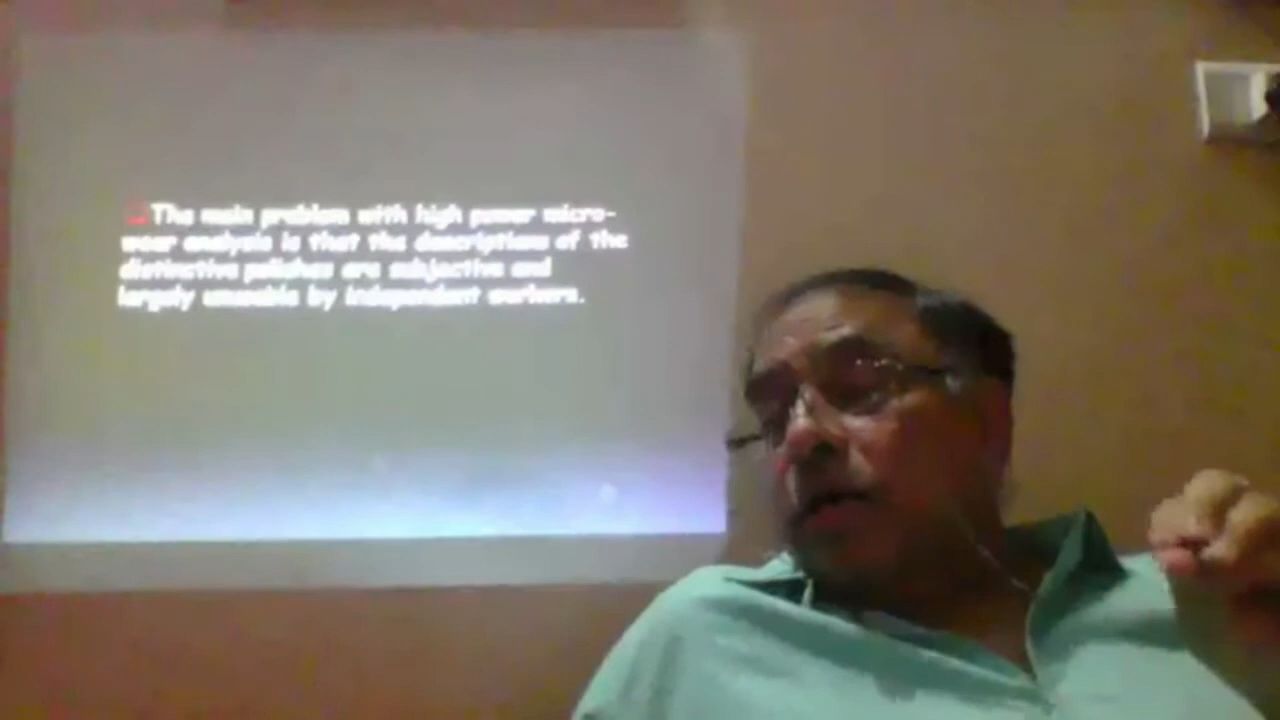 The main problem with high power micro-
wear analysis is that the descriptions of the
distinctive polishes are subjective and
largely unusable by independent workers.